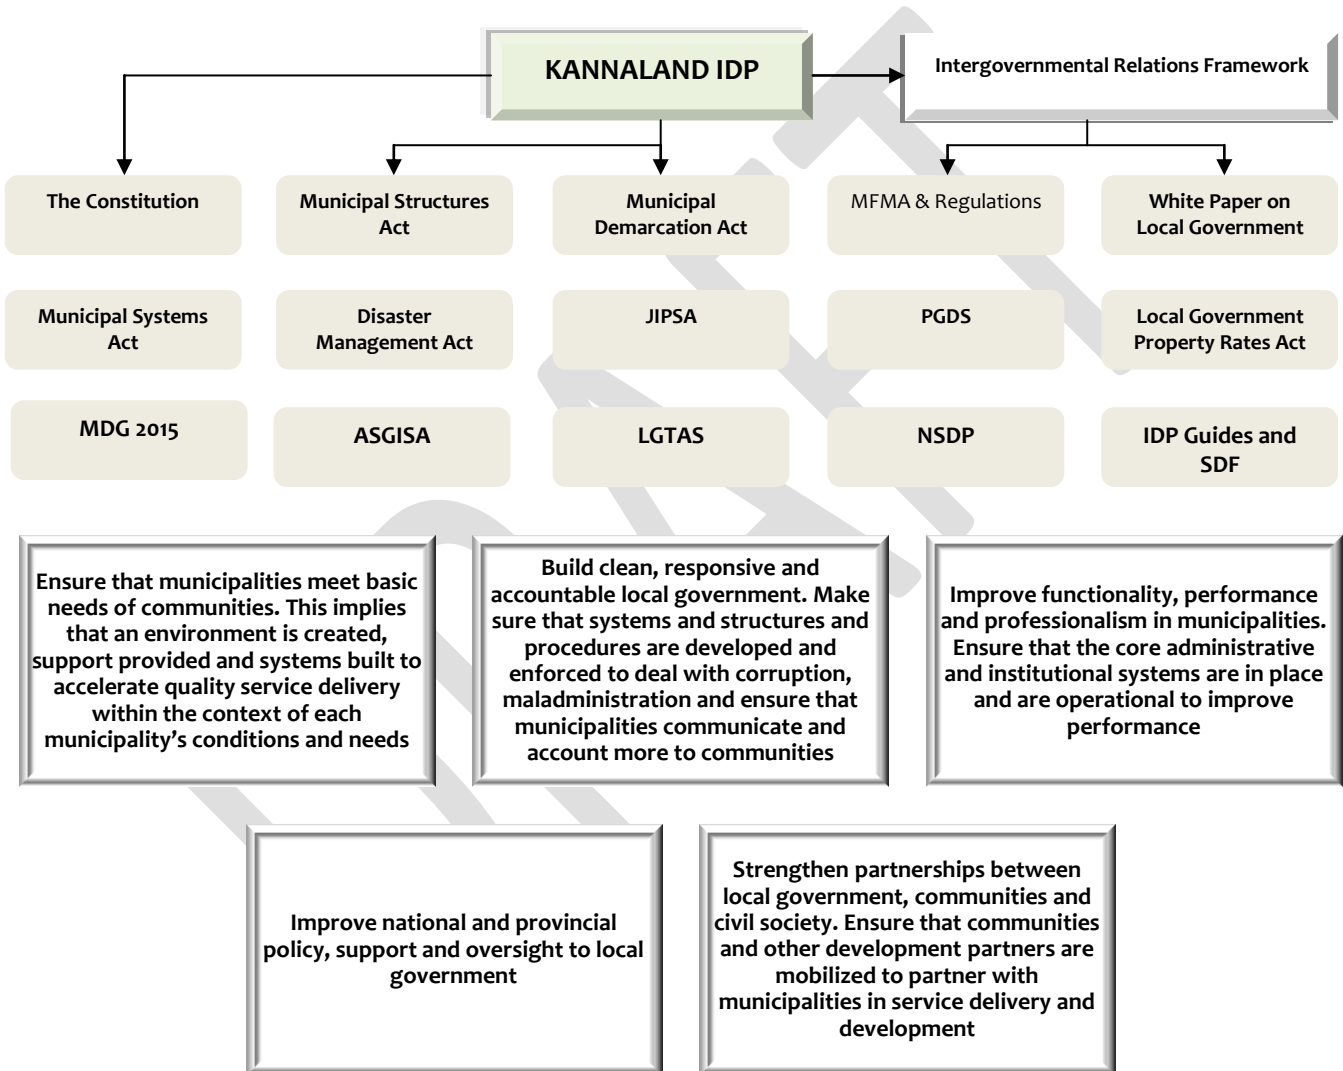 KANNALAND IDP
Intergovernmental Relations Framework
The Constitution
Municipal Structures
Act
Municipal
Demarcation Act
MFMA & Regulations
White Paper on
Local Government
Municipal Systems
Act
Disaster
Management Act
JIPSA
PGDS
Local Government
Property Rates Act
MDG 2015
ASGISA
LGTAS
NSDP
IDP Guides and
SDF
Ensure that municipalities meet basic
needs of communities. This implies
that an environment is created,
support provided and systems built to
accelerate quality service delivery
within the context of each
municipality’s conditions and needs
Build clean, responsive and
accountable local government. Make
sure that systems and structures and
procedures are developed and
enforced to deal with corruption,
maladministration and ensure that
municipalities communicate and
account more to communities
Improve functionality, performance
and professionalism in municipalities.
Ensure that the core administrative
and institutional systems are in place
and are operational to improve
performance
Improve national and provincial
policy, support and oversight to local
government
Strengthen partnerships between
local government, communities and
civil society. Ensure that communities
and other development partners are
mobilized to partner with
municipalities in service delivery and
development
DRAFT